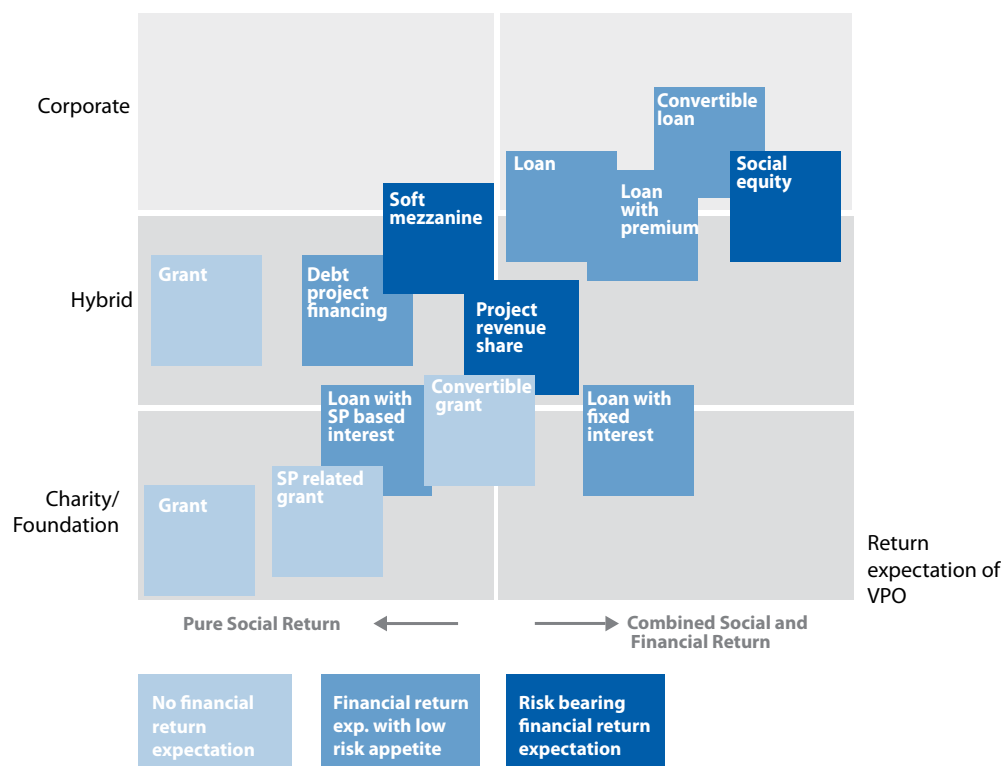 Corporate
Convertible
loan
Loan
Social
equity
Loan
with
premium
Soft
mezzanine
Hybrid
Grant
Debt
project
financing
Project
revenue
share
Convertible
grant
Loan with
SP based
interest
Loan with
fixed
interest
Charity/
Foundation
SP related
grant
Grant
Return
expectation of
VPO
Pure Social Return
Combined Social and
Financial Return
No financial
return
expectation
Financial return
exp. with low
risk appetite
Risk bearing
financial return
expectation